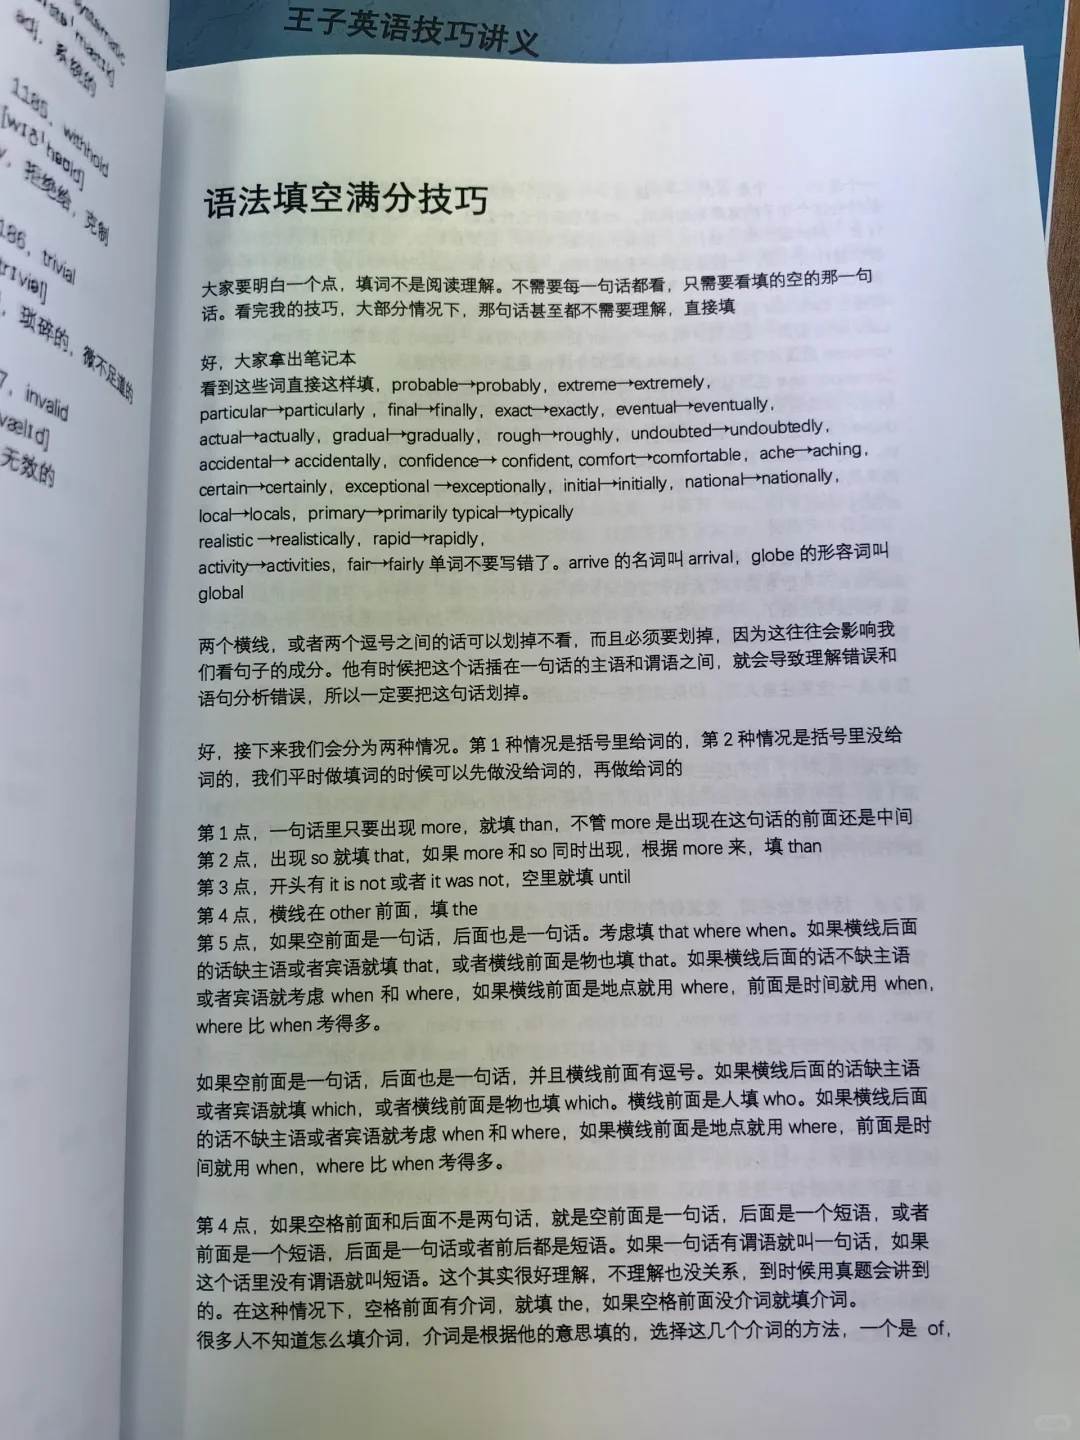 王子英语技巧讲义
systematic
adj，系统的
1185，withhold
[wɪðˈhəʊld]
v，拒绝给，克制
186，trivial
trɪviəl]
，琐碎的，微不足道的
7，invalid
vælɪd]
无效的
语法填空满分技巧
大家要明白一个点，填词不是阅读理解。不需要每一句话都看，只需要看填的空的那一句
话。看完我的技巧，大部分情况下，那句话甚至都不需要理解，直接填
好，大家拿出笔记本
看到这些词直接这样填，probable→probably，extreme→extremely，
particular→particularly ，final→finally，exact→exactly，eventual→eventually，
actual→actually，gradual→gradually， rough→roughly，undoubted→undoubtedly，
accidental→ accidentally，confidence→ confident, comfort→comfortable，ache→aching，
certain→certainly，exceptional →exceptionally，initial→initially，national→nationally，
local→locals，primary→primarily typical→typically
realistic →realistically，rapid→rapidly，
activity→activities，fair→fairly 单词不要写错了。arrive 的名词叫 arrival，globe 的形容词叫
global
两个横线，或者两个逗号之间的话可以划掉不看，而且必须要划掉，因为这往往会影响我
们看句子的成分。他有时候把这个话插在一句话的主语和谓语之间，就会导致理解错误和
语句分析错误，所以一定要把这句话划掉。
好，接下来我们会分为两种情况。第 1 种情况是括号里给词的，第 2 种情况是括号里没给
词的，我们平时做填词的时候可以先做没给词的，再做给词的
第 1 点，一句话里只要出现 more，就填 than，不管 more 是出现在这句话的前面还是中间
第 2 点，出现 so 就填 that，如果 more 和 so 同时出现，根据 more 来，填 than
第 3 点，开头有 it is not 或者 it was not，空里就填 until
第 4 点，横线在 other 前面，填 the
第 5 点，如果空前面是一句话，后面也是一句话。考虑填 that where when。如果横线后面
的话缺主语或者宾语就填 that，或者横线前面是物也填 that。如果横线后面的话不缺主语
或者宾语就考虑 when 和 where，如果横线前面是地点就用 where，前面是时间就用 when，
where 比 when 考得多。
如果空前面是一句话，后面也是一句话，并且横线前面有逗号。如果横线后面的话缺主语
或者宾语就填 which，或者横线前面是物也填 which。横线前面是人填 who。如果横线后面
的话不缺主语或者宾语就考虑 when 和 where，如果横线前面是地点就用 where，前面是时
间就用 when，where 比 when 考得多。
第 4 点，如果空格前面和后面不是两句话，就是空前面是一句话，后面是一个短语，或者
前面是一个短语，后面是一句话或者前后都是短语。如果一句话有谓语就叫一句话，如果
这个话里没有谓语就叫短语。这个其实很好理解，不理解也没关系，到时候用真题会讲到
的。在这种情况下，空格前面有介词，就填 the，如果空格前面没介词就填介词。
很多人不知道怎么填介词，介词是根据他的意思填的，选择这几个介词的方法，一个是 of，